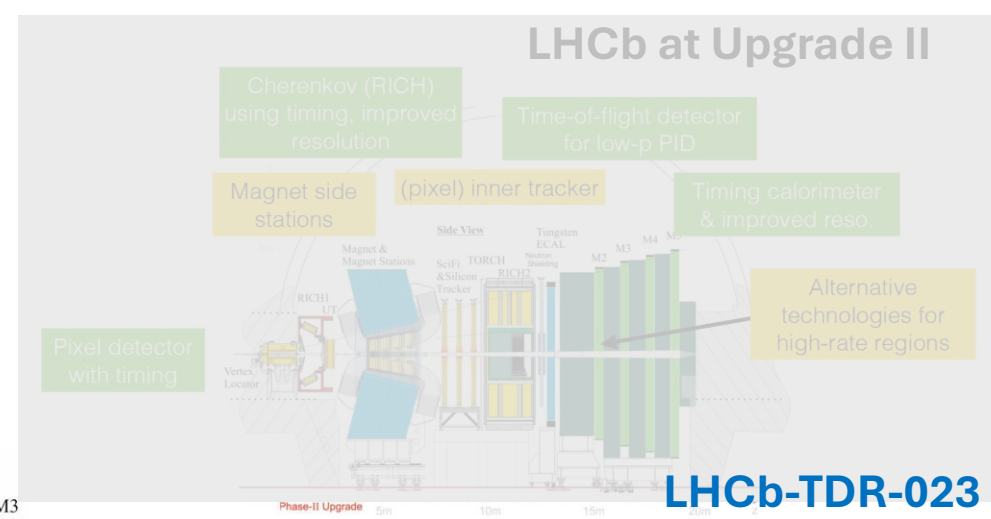 LHCb at Upgrade II
Cherenkov (RICH)
using timing, improved
resolution
Time-of-flight detector
for low-p PID
Magnet side
stations
(pixel) inner tracker
Timing calorimeter
& improved reso.
Side View
Tungsten
ECAL
Neutron
Shielding
Magnet &
Magnet Stations
SciFi
&Silicon
Tracker
TORCH
RICH2
M2
M3
M4
M5
RICH1
UT
Alternative
technologies for
high-rate regions
Pixel detector
with timing
Vertex
Locator
LHCb-TDR-023
M3
Phase-II Upgrade
5m
10m
15m
20m